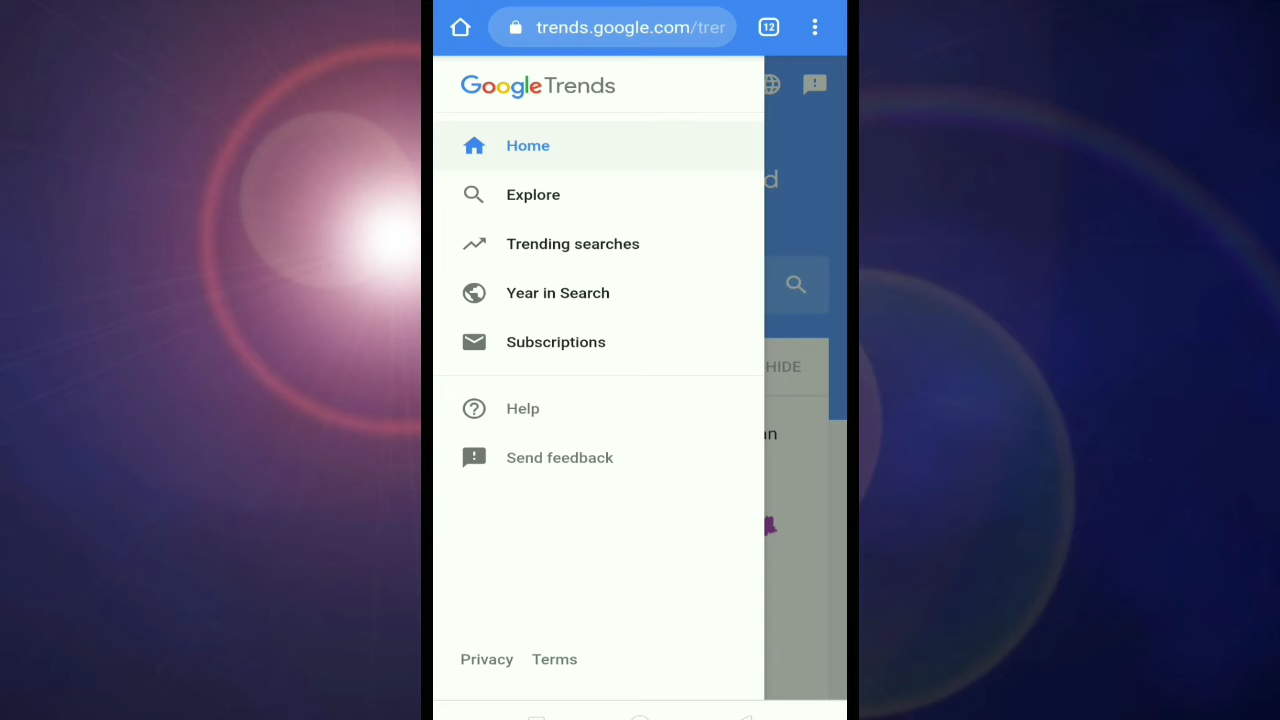 trends.google.com/trer
12
Google Trends
Home
Explore
Trending searches
Year in Search
Subscriptions
HIDE
Help
Send feedback
Privacy Terms